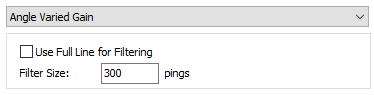 Angle Varied Gain
Use Full Line for Filtering
Filter Size: 300 pings